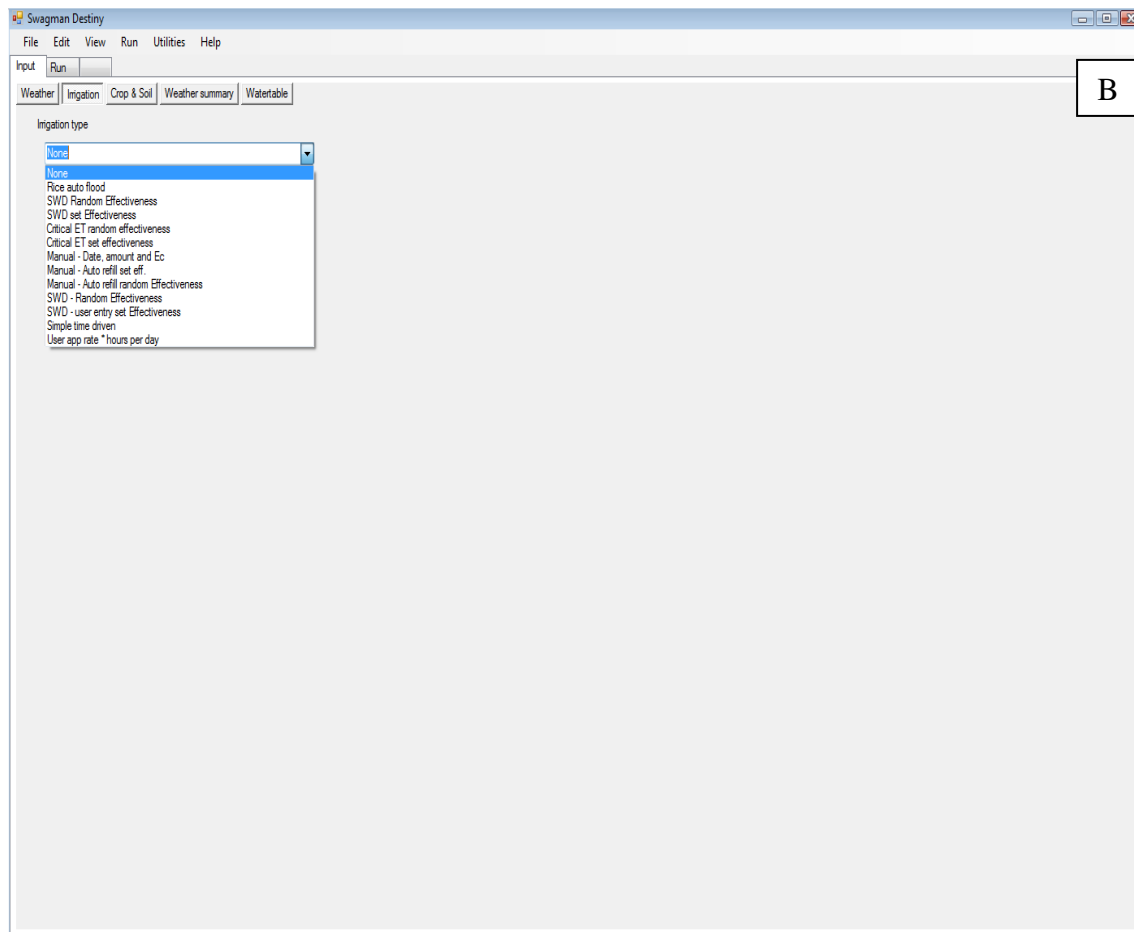 Swagman Destiny
File Edit View Run Utilities Help
Input Run
B
Weather Irrigation Crop & Soil Weather summary Watertable
Irrigation type
None
None
Rice auto flood
SWD Random Effectiveness
SWD set Effectiveness
Critical ET random effectiveness
Critical ET set effectiveness
Manual - Date, amount and Ec
Manual - Auto refill set eff.
Manual - Auto refill random Effectiveness
SWD - Random Effectiveness
SWD - user entry set Effectiveness
Simple time driven
User app rate * hours per day